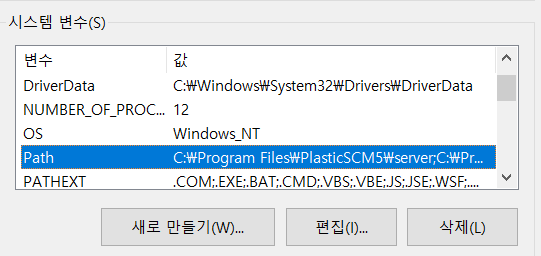 시스템 변수(S)
변수 값
DriverData C:₩Windows₩System32₩Drivers₩DriverData
NUMBER_OF_PROC... 12
OS Windows_NT
Path C:₩Program Files₩PlasticSCM5₩server;C:₩Pr...
PATHEXT .COM;.EXE;.BAT;.CMD;.VBS;.VBE;.JS;.JSE;.WSF;....
새로 만들기(W)... 편집(I)... 삭제(L)